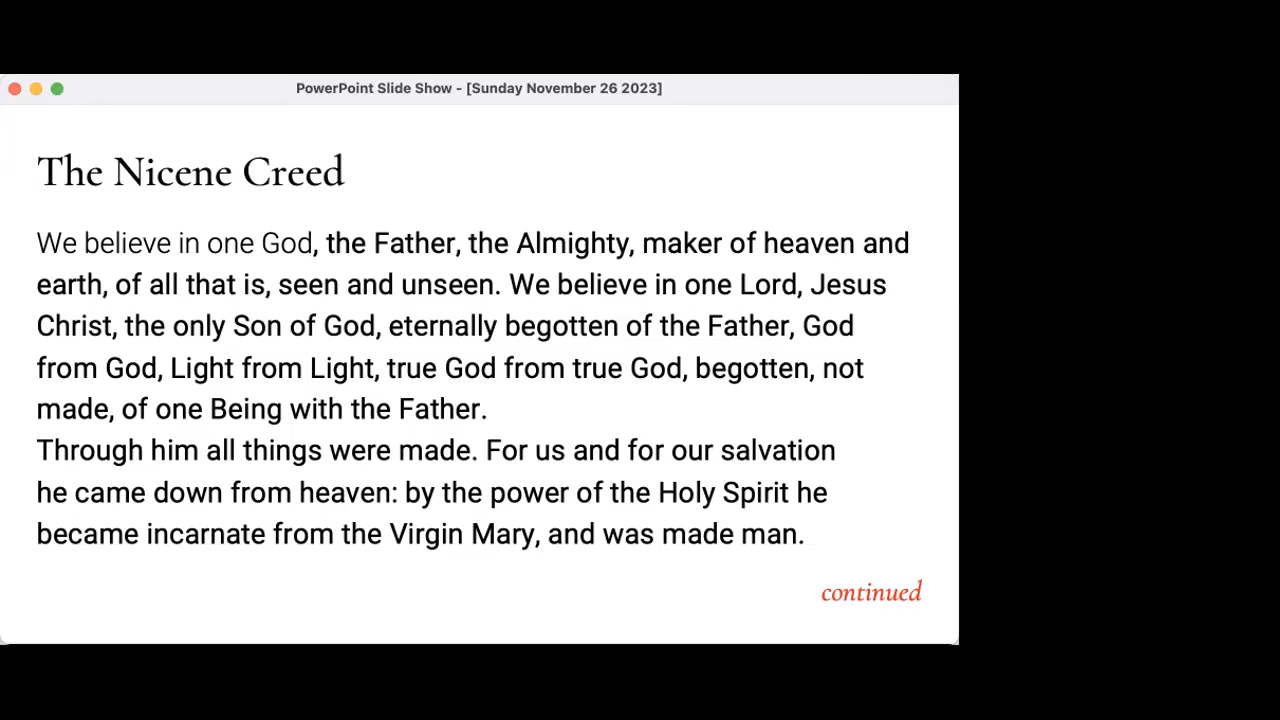 PowerPoint Slide Show - [Sunday November 26 2023]
The Nicene Creed
We believe in one God, the Father, the Almighty, maker of heaven and
earth, of all that is, seen and unseen. We believe in one Lord, Jesus
Christ, the only Son of God, eternally begotten of the Father, God
from God, Light from Light, true God from true God, begotten, not
made, of one Being with the Father.
Through him all things were made. For us and for our salvation
he came down from heaven: by the power of the Holy Spirit he
became incarnate from the Virgin Mary, and was made man.
continued